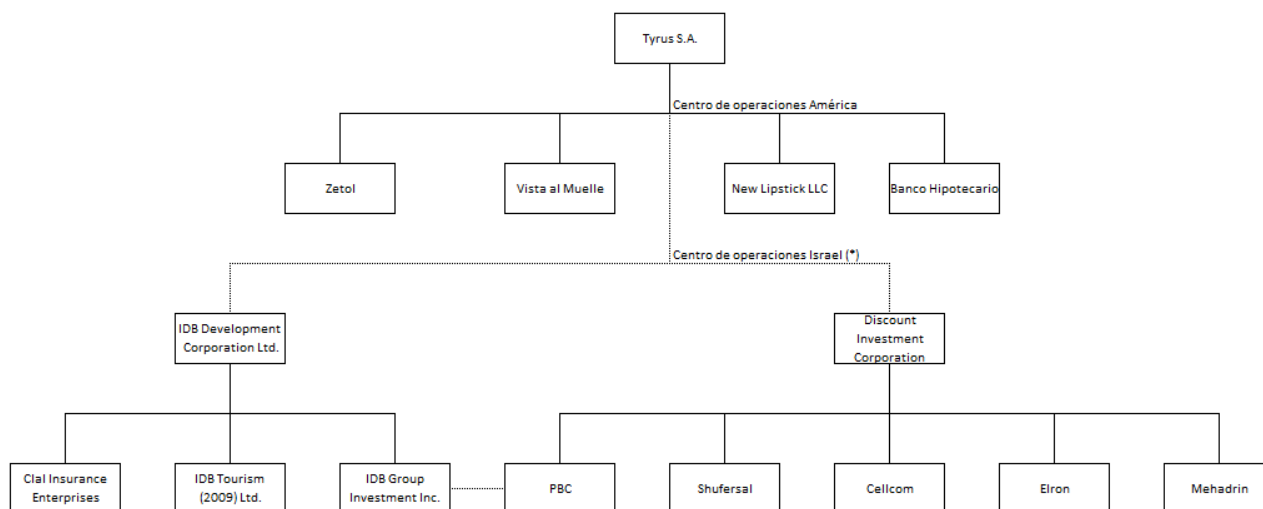 Tyrus S.A.
Centro de operaciones América
Zetol
Vista al Muelle
New Lipstick LLC
Banco Hipotecario
Centro de operaciones Israel (*)
IDB Development
Corporation Ltd.
Discount
Investment
Corporation
Clal Insurance
Enterprises
IDB Tourism
(2009) Ltd.
IDB Group
Investment Inc.
PBC
Shufersal
Cellcom
Elron
Mehadrin